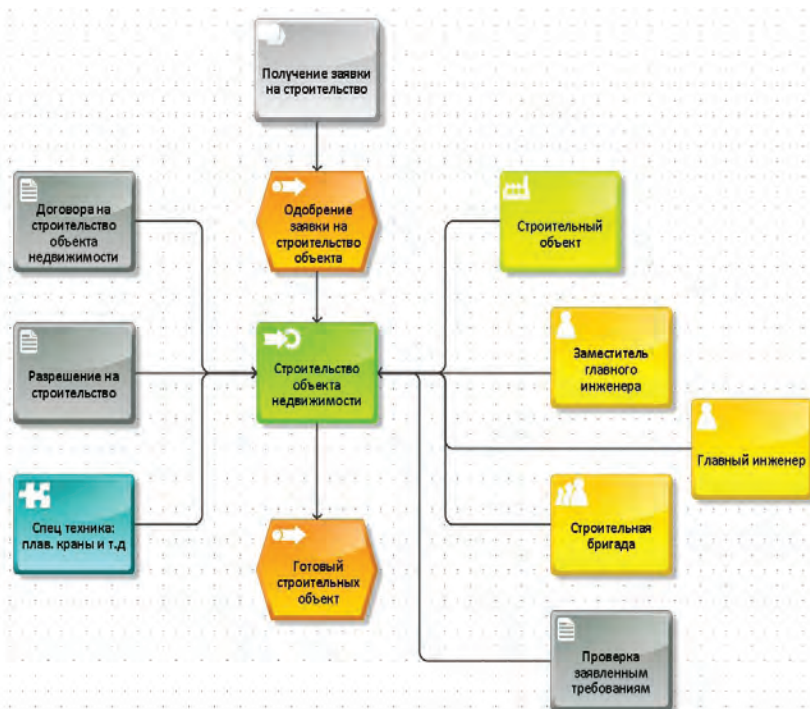 Получение заявки
на строительство
Договора на
строительство
объекта
недвижимости
Одобрение
заявки на
строительство
объекта
Строительный
объект
Разрешение на
строительство
Строительство
объекта
недвижимости
Заместитель
главного
инженера
Главный инженер
Спец техника:
плав. краны и т.д
Готовый
строительных
объект
Строительная
бригада
Проверка
заявленным
требованиям